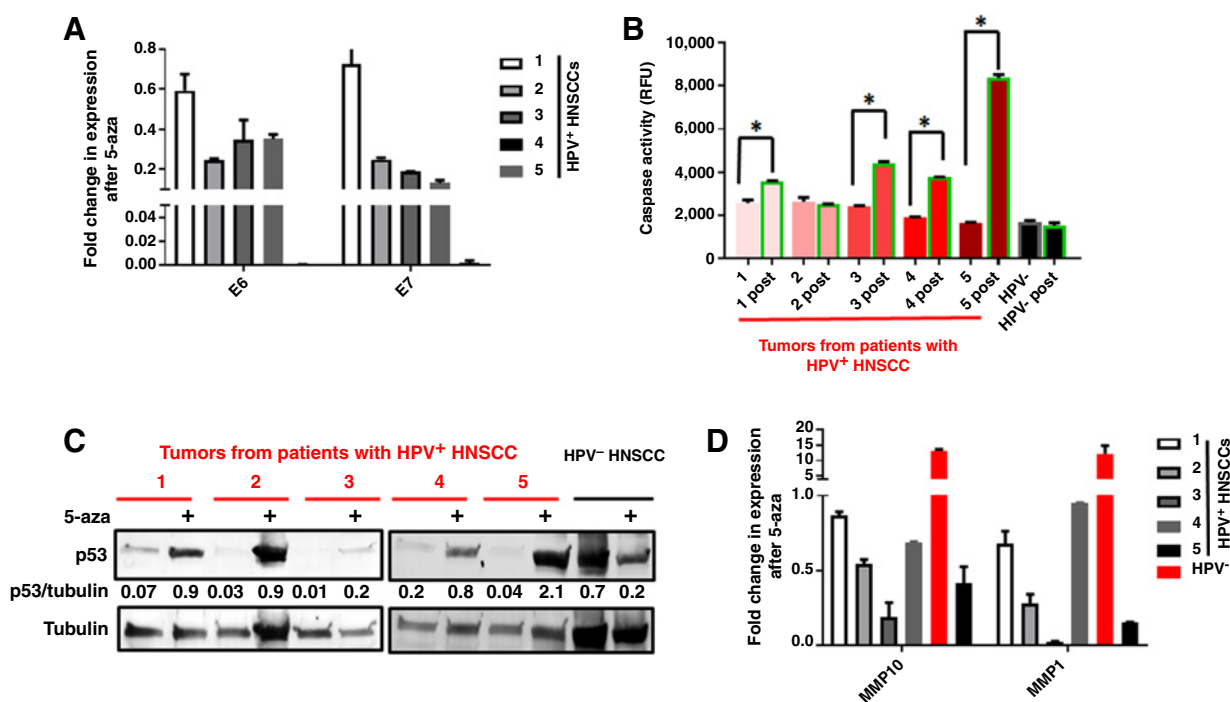 A
Fold change in expression
after 5-aza
0.8
0.6
0.4
0.2
0.04
0.02
0.00
E6
E7
1
2
3
4
5
HPV+ HNSCCs
B
Caspase activity (RFU)
10,000
8,000
6,000
4,000
2,000
0
*
*
*
*
1
1 post
2
2 post
3
3 post
4
4 post
5
5 post
HPV-
HPV- post
Tumors from patients with
HPV+ HNSCC
C
Tumors from patients with HPV+ HNSCC
HPV− HNSCC
1 2 3 4 5
5-aza + + + + + +
p53
p53/tubulin 0.07 0.9 0.03 0.9 0.01 0.2 0.2 0.8 0.04 2.1 0.7 0.2
Tubulin
D
Fold change in expression
after 5-aza
20
15
10
5
1.0
0.5
0.0
MMP10
MMP1
1
2
3
4
5
HPV+ HNSCCs
HPV-